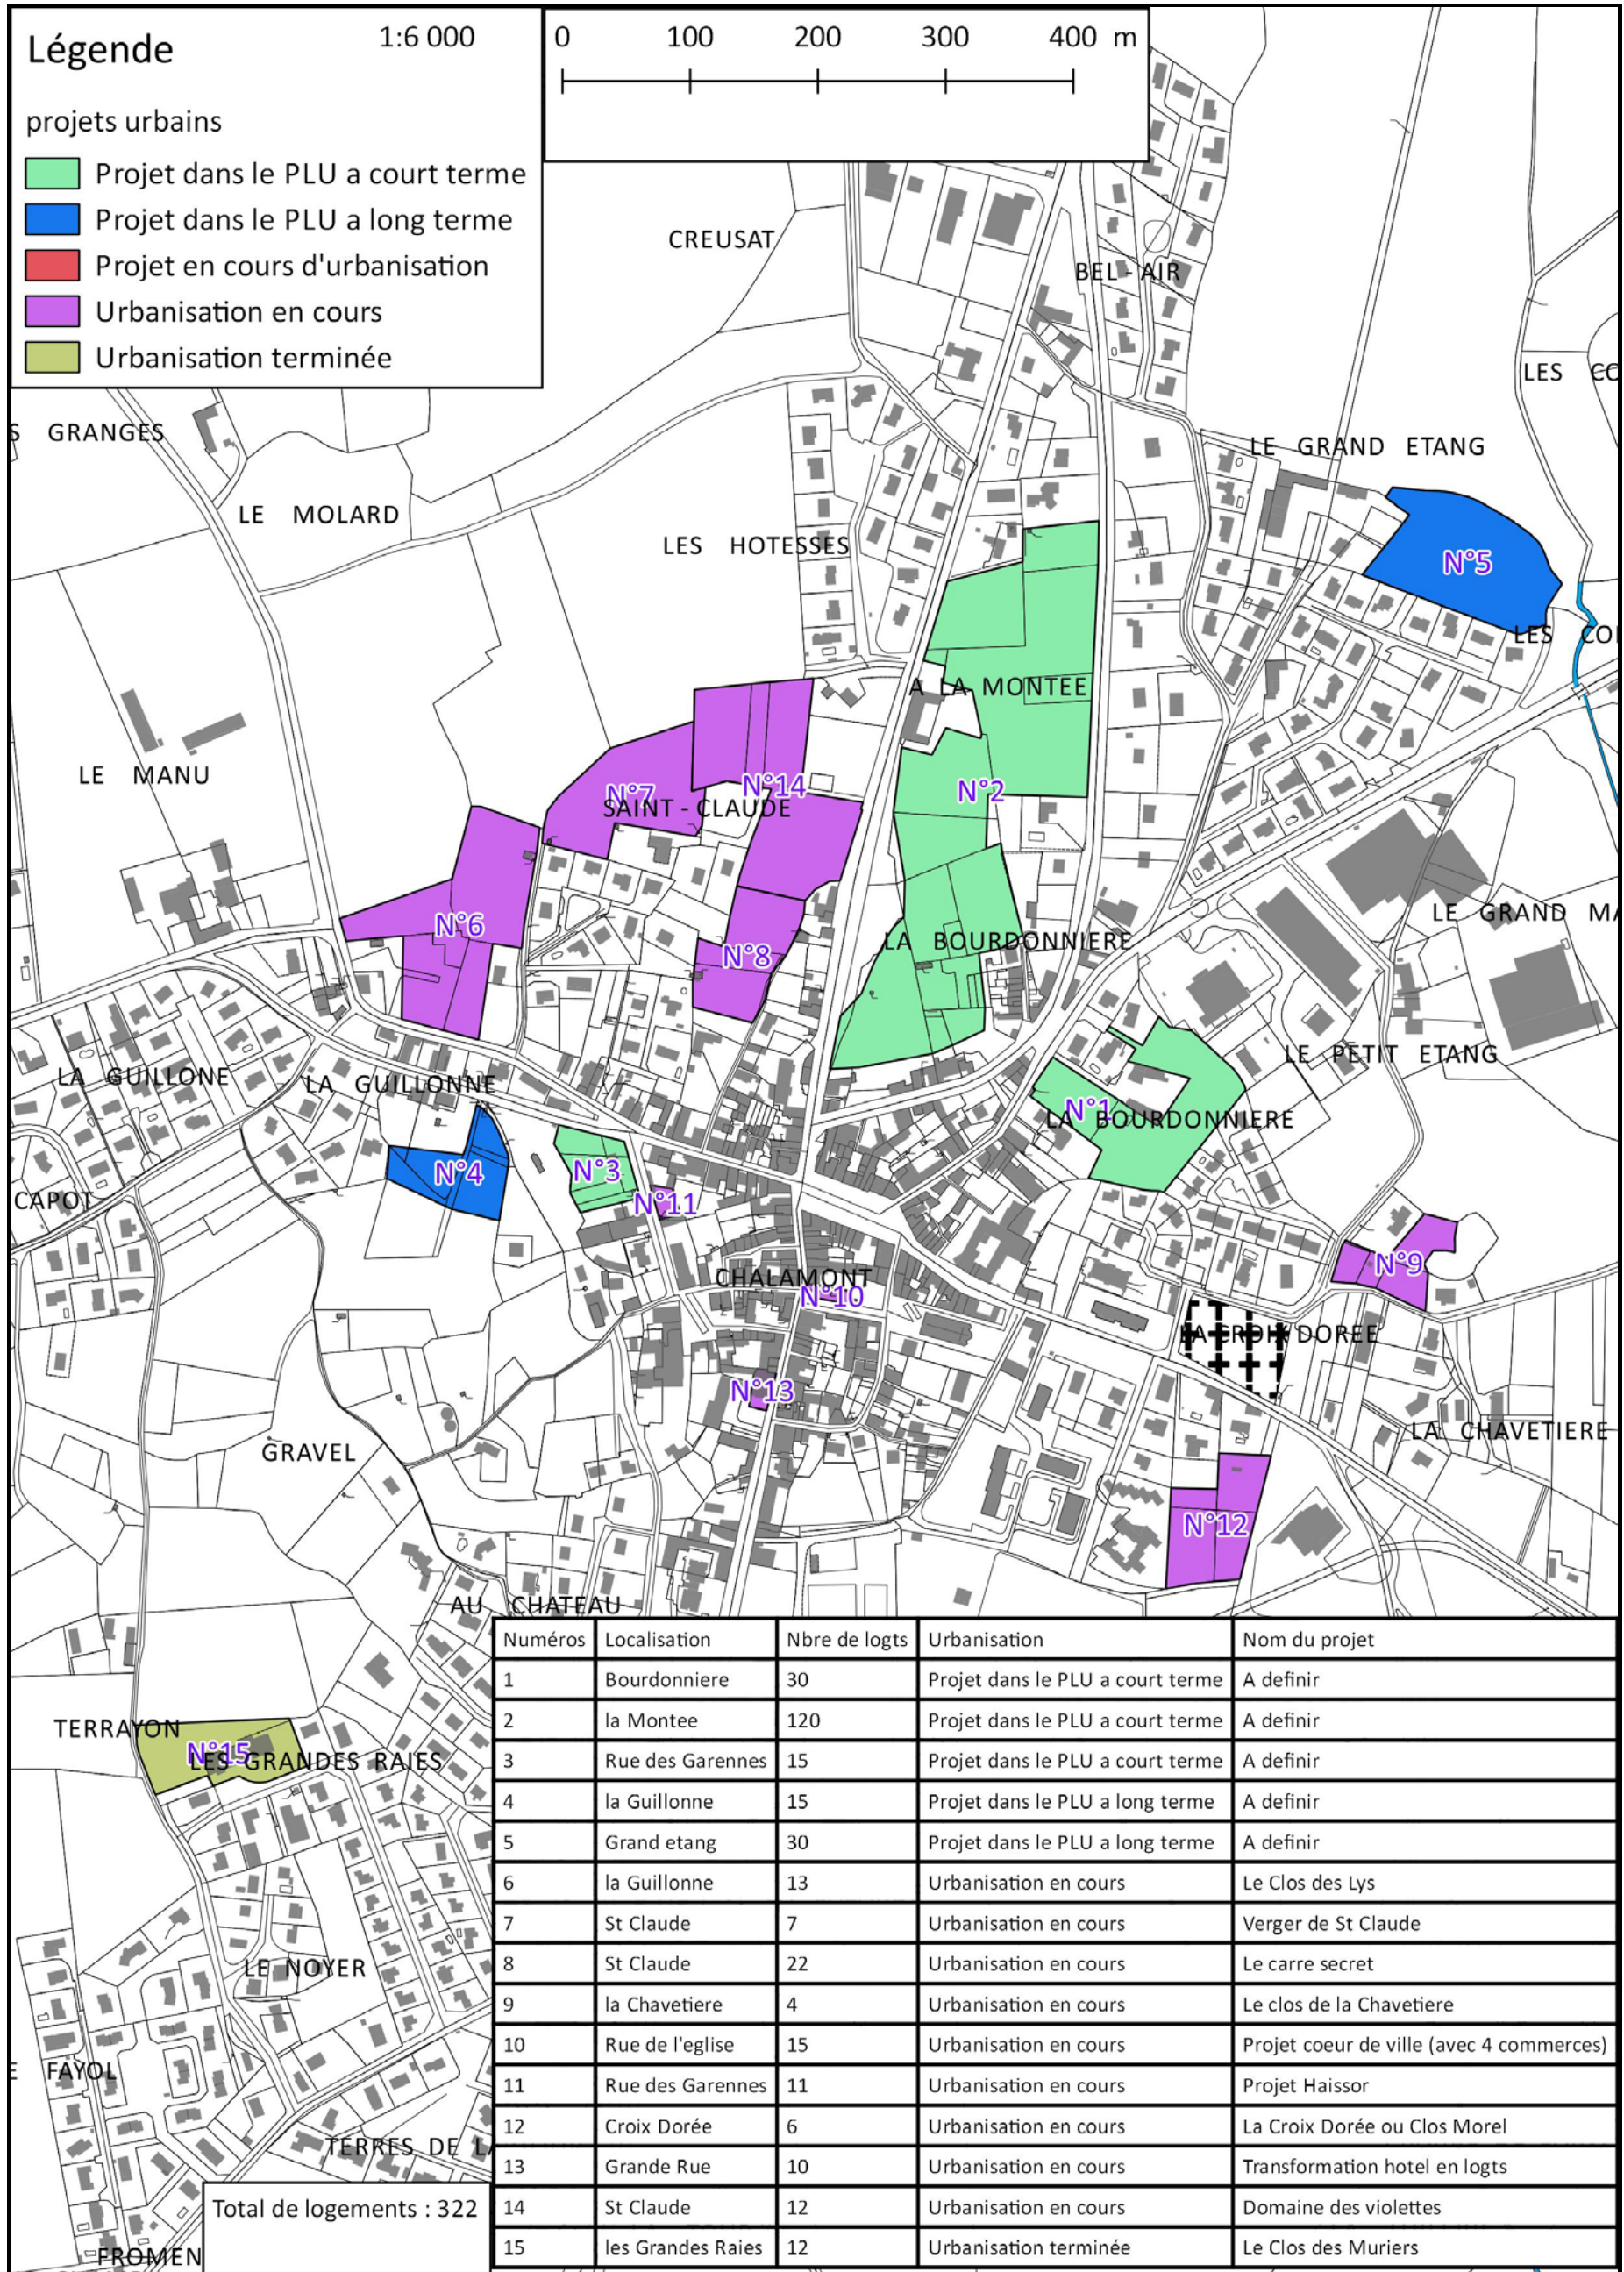 Légende
1:6 000
0 100 200 300 400 m
projets urbains
Projet dans le PLU a court terme
Projet dans le PLU a long terme
Projet en cours d'urbanisation
Urbanisation en cours
Urbanisation terminée
CREUSAT
BEL - AIR
LES CO
S GRANGES
LE GRAND ETANG
LE MOLARD
LES HOTESSES
N°5
LES COI
A LA MONTEE
LE MANU
N°7
N°14
N°2
SAINT - CLAUDE
N°6
LE GRAND MA
LA BOURDONNIERE
N°8
LE PETIT ETANG
LA GUILLONE
LA GUILLONNE
N°1
LA BOURDONNIERE
N°4
N°3
CAPOT
N°11
N°9
CHALAMONT
N°10
LA CROIX DOREE
N°13
LA CHAVETIERE
GRAVEL
N°12
AU CHATEAU
TERRAYON
N°15
LES GRANDES RAIES
LE NOYER
E FAYOL
TERRES DE LA
FROMEN
Total de logements : 322
Numéros Localisation Nbre de logts Urbanisation Nom du projet
1 Bourdonniere 30 Projet dans le PLU a court terme A definir
2 la Montee 120 Projet dans le PLU a court terme A definir
3 Rue des Garennes 15 Projet dans le PLU a court terme A definir
4 la Guillonne 15 Projet dans le PLU a long terme A definir
5 Grand etang 30 Projet dans le PLU a long terme A definir
6 la Guillonne 13 Urbanisation en cours Le Clos des Lys
7 St Claude 7 Urbanisation en cours Verger de St Claude
8 St Claude 22 Urbanisation en cours Le carre secret
9 la Chavetiere 4 Urbanisation en cours Le clos de la Chavetiere
10 Rue de l'eglise 15 Urbanisation en cours Projet coeur de ville (avec 4 commerces)
11 Rue des Garennes 11 Urbanisation en cours Projet Haissor
12 Croix Dorée 6 Urbanisation en cours La Croix Dorée ou Clos Morel
13 Grande Rue 10 Urbanisation en cours Transformation hotel en logts
14 St Claude 12 Urbanisation en cours Domaine des violettes
15 les Grandes Raies 12 Urbanisation terminée Le Clos des Muriers